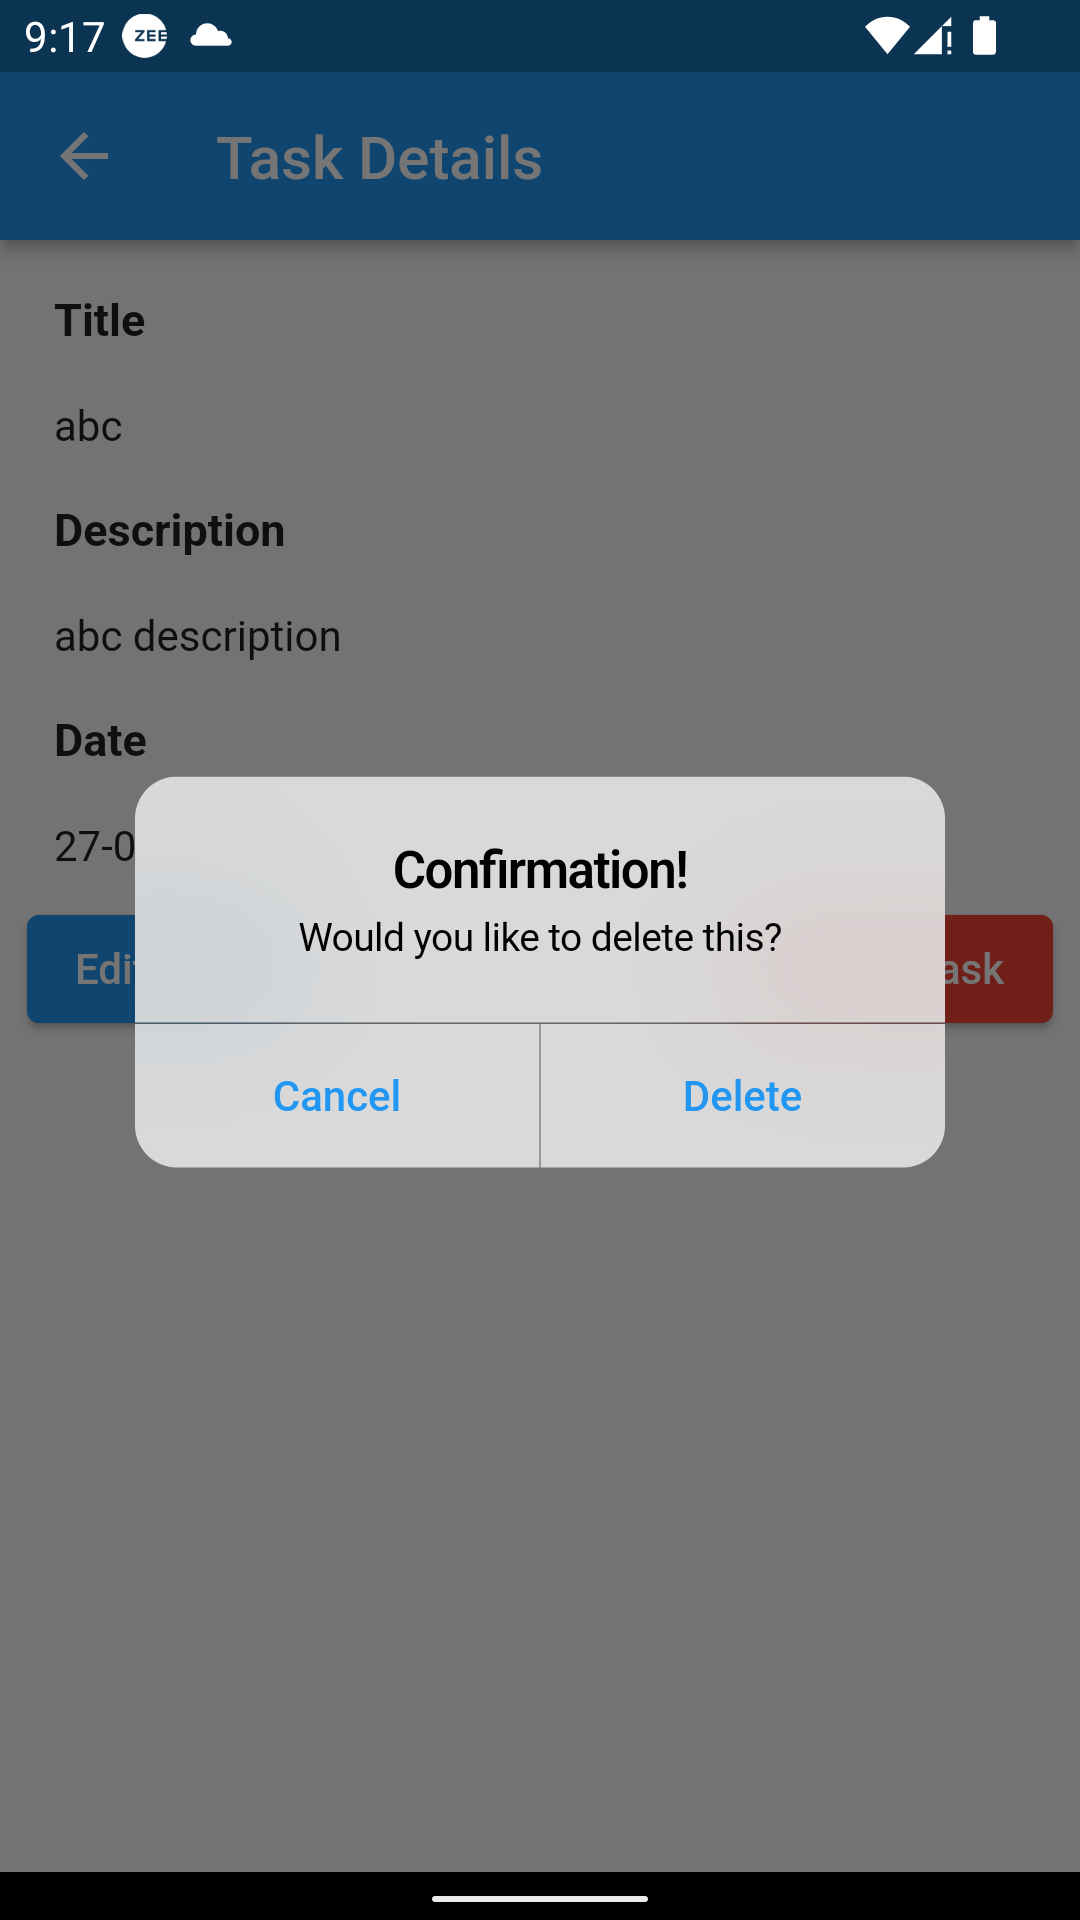 9:17 ZEE
Task Details
Title
abc
Description
abc description
Date
27-0
Confirmation!
Would you like to delete this?
Edit
ask
Cancel
Delete